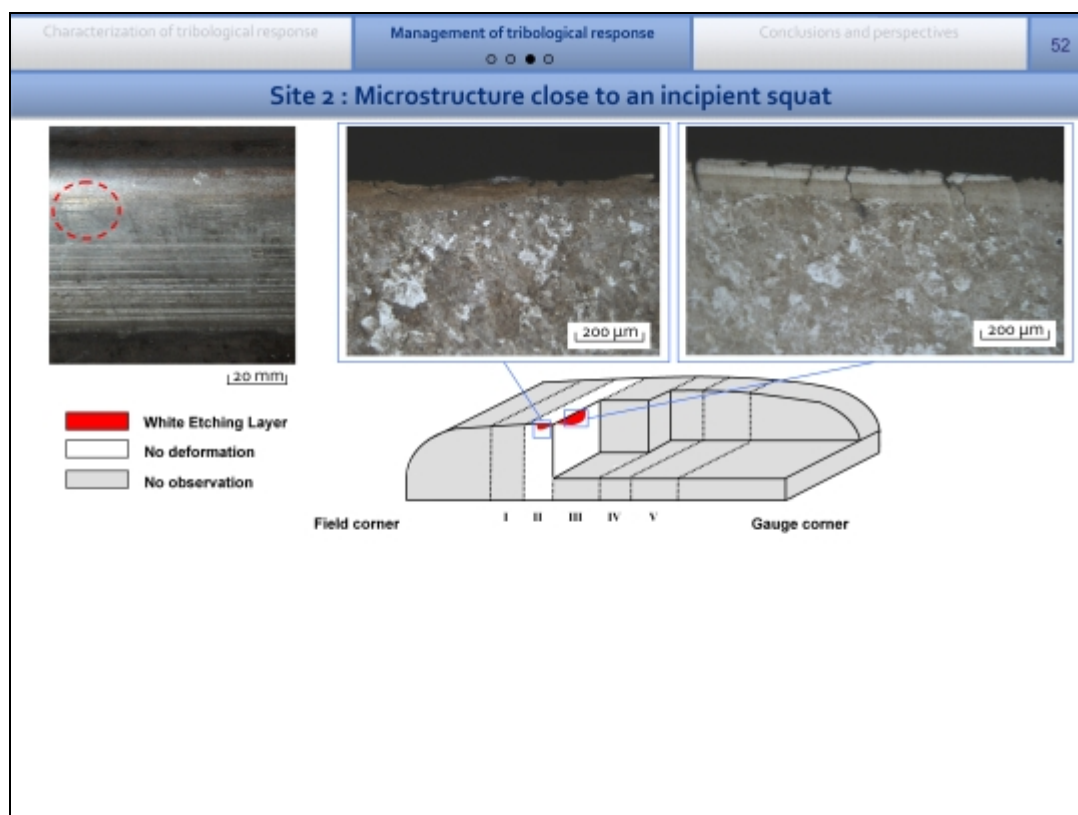 Characterization of tribological response
Management of tribological response
Conclusions and perspectives
52
Site 2 : Microstructure close to an incipient squat
200 µm
200 µm
20 mm
White Etching Layer
No deformation
No observation
Field corner
I II III IV V
Gauge corner